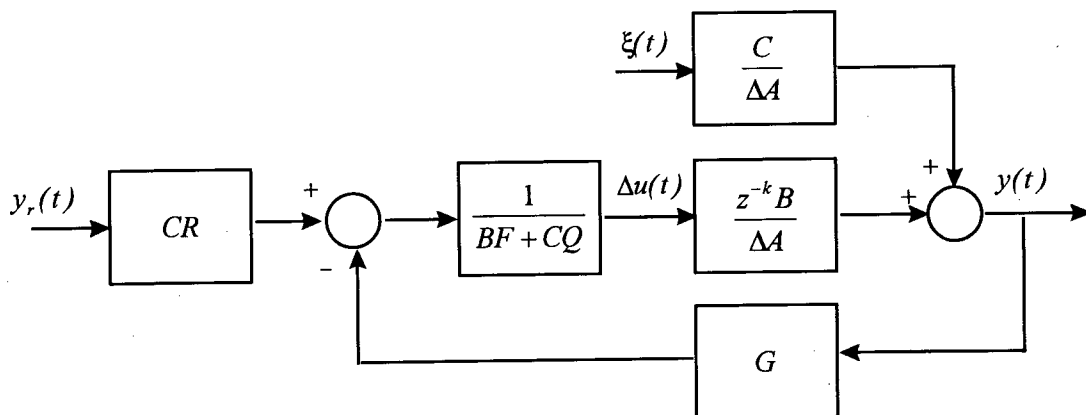 ξ(t)
C
ΔA
+
y_r(t)
CR
+
−
1
BF + CQ
Δu(t)
z^{-k} B
ΔA
+
y(t)
G